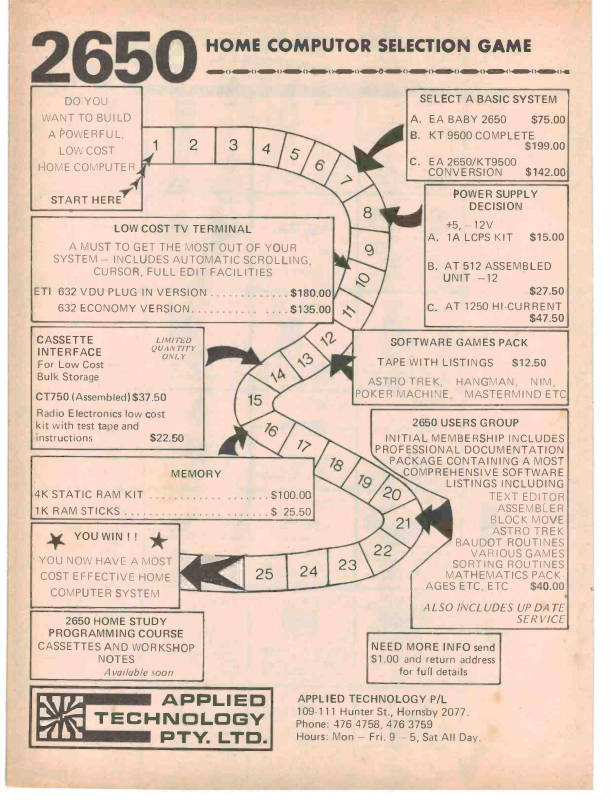 2650 HOME COMPUTOR SELECTION GAME
DO YOU
WANT TO BUILD
A POWERFUL,
LOW COST
HOME COMPUTER
START HERE
1 2 3 4 5 6 7 8 9 10 11 12 13 14 15 16 17 18 19 20 21 22 23 24 25
SELECT A BASIC SYSTEM
A. EA BABY 2650 $75.00
B. KT 9500 COMPLETE
$199.00
C. EA 2650/KT9500
CONVERSION $142.00
POWER SUPPLY
DECISION
+5, -12V
A. 1A LCPS KIT $15.00
B. AT 512 ASSEMBLED
UNIT -12
$27.50
C. AT 1250 HI-CURRENT
$47.50
LOW COST TV TERMINAL
A MUST TO GET THE MOST OUT OF YOUR
SYSTEM – INCLUDES AUTOMATIC SCROLLING,
CURSOR, FULL EDIT FACILITIES
ETI 632 VDU PLUG IN VERSION ............ $180.00
632 ECONOMY VERSION ............ $135.00
CASSETTE
INTERFACE
For Low Cost
Bulk Storage
LIMITED
QUANTITY
ONLY
CT750 (Assembled) $37.50
Radio Electronics low cost
kit with test tape and
instructions $22.50
SOFTWARE GAMES PACK
TAPE WITH LISTINGS $12.50
ASTRO TREK, HANGMAN, NIM,
POKER MACHINE, MASTERMIND ETC
MEMORY
4K STATIC RAM KIT ............ $100.00
1K RAM STICKS ............ $ 25.50
2650 USERS GROUP
INITIAL MEMBERSHIP INCLUDES
PROFESSIONAL DOCUMENTATION
PACKAGE CONTAINING A MOST
COMPREHENSIVE SOFTWARE
LISTINGS INCLUDING
TEXT EDITOR
ASSEMBLER
BLOCK MOVE
ASTRO TREK
BAUDOT ROUTINES
VARIOUS GAMES
SORTING ROUTINES
MATHEMATICS PACK
AGES ETC, ETC $40.00
ALSO INCLUDES UP DATE
SERVICE
YOU WIN !!
YOU NOW HAVE A MOST
COST EFFECTIVE HOME
COMPUTER SYSTEM
2650 HOME STUDY
PROGRAMMING COURSE
CASSETTES AND WORKSHOP
NOTES
Available soon
NEED MORE INFO send
$1.00 and return address
for full details
APPLIED
TECHNOLOGY
PTY. LTD.
APPLIED TECHNOLOGY P/L
109-111 Hunter St., Hornsby 2077.
Phone: 476 4758, 476 3759
Hours: Mon – Fri. 9 – 5, Sat All Day.